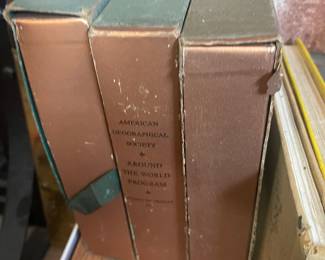 AMERICAN
GEOGRAPHICAL
SOCIETY
AROUND
THE WORLD
PROGRAM